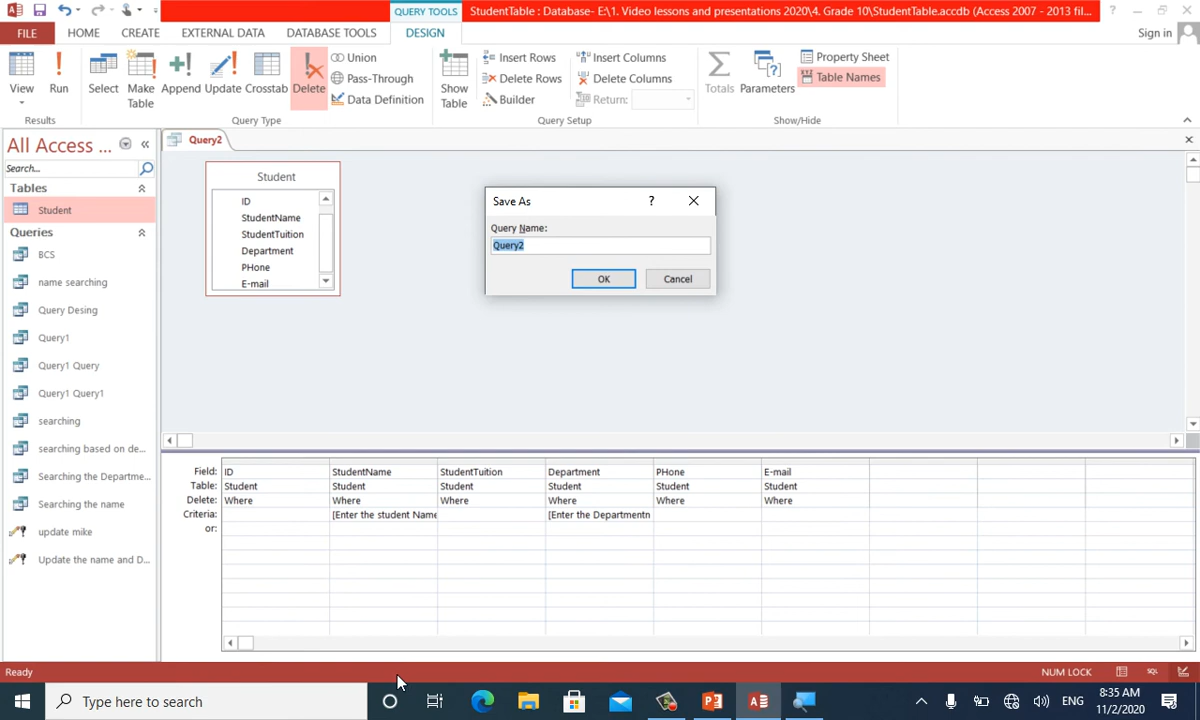 QUERY TOOLS
StudentTable : Database- E:\1. Video lessons and presentations 2020\4. Grade 10\StudentTable.accdb (Access 2007 - 2013 fil...
FILE HOME CREATE EXTERNAL DATA DATABASE TOOLS DESIGN Sign in
View Run Select Make Table Append Update Crosstab Delete
Union
Pass-Through
Data Definition
Show Table
Insert Rows
Delete Rows
Builder
Insert Columns
Delete Columns
Return:
Totals Parameters
Property Sheet
Table Names
Results Query Type Query Setup Show/Hide
All Access ...
Search...
Tables
Student
Queries
BCS
name searching
Query Desing
Query1
Query1 Query
Query1 Query1
searching
searching based on de...
Searching the Departme...
Searching the name
update mike
Update the name and D...
Query2
Student
ID
StudentName
StudentTuition
Department
PHone
E-mail
Save As
Query Name:
Query2
OK Cancel
Field: ID StudentName StudentTuition Department PHone E-mail
Table: Student Student Student Student Student Student
Delete: Where Where Where Where Where Where
Criteria: [Enter the student Name [Enter the Departmentn
or:
Ready
NUM LOCK
SQL
Type here to search
ENG
8:35 AM
11/2/2020